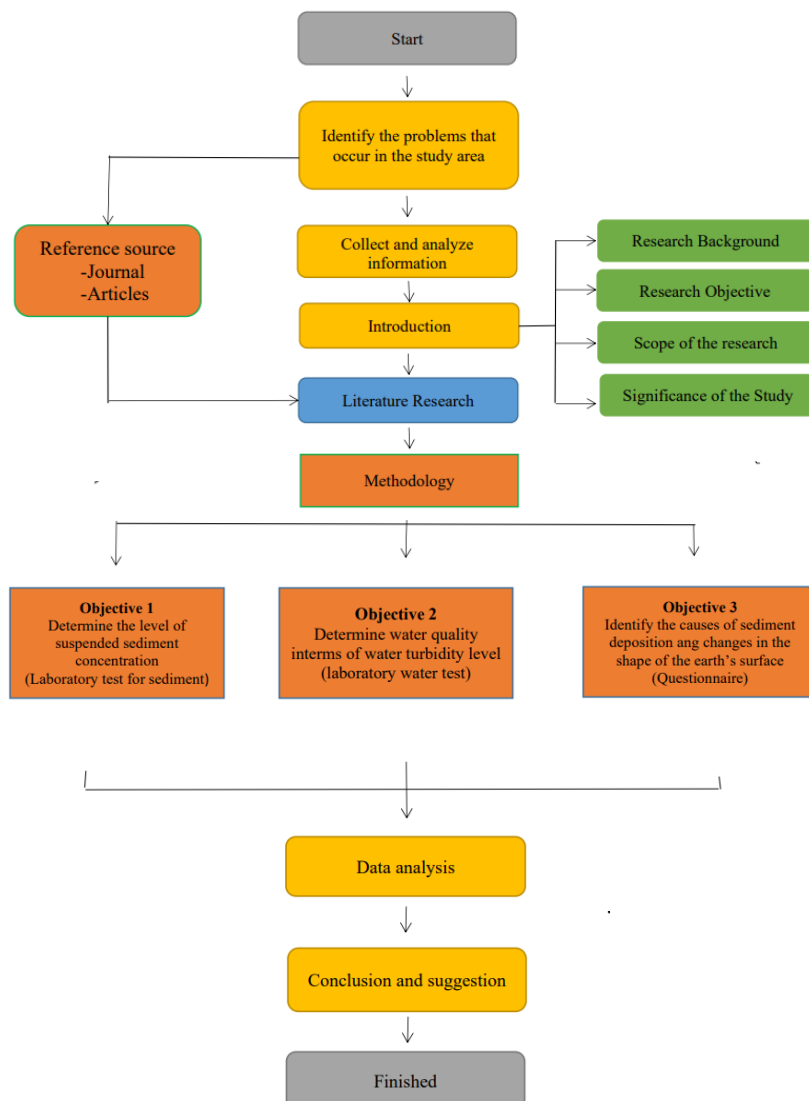 Start
Identify the problems that
occur in the study area
Reference source
-Journal
-Articles
Collect and analyze
information
Introduction
Research Background
Research Objective
Scope of the research
Significance of the Study
Literature Research
Methodology
Objective 1
Determine the level of
suspended sediment
concentration
(Laboratory test for sediment)
Objective 2
Determine water quality
interms of water turbidity level
(laboratory water test)
Objective 3
Identify the causes of sediment
deposition ang changes in the
shape of the earth's surface
(Questionnaire)
Data analysis
Conclusion and suggestion
Finished